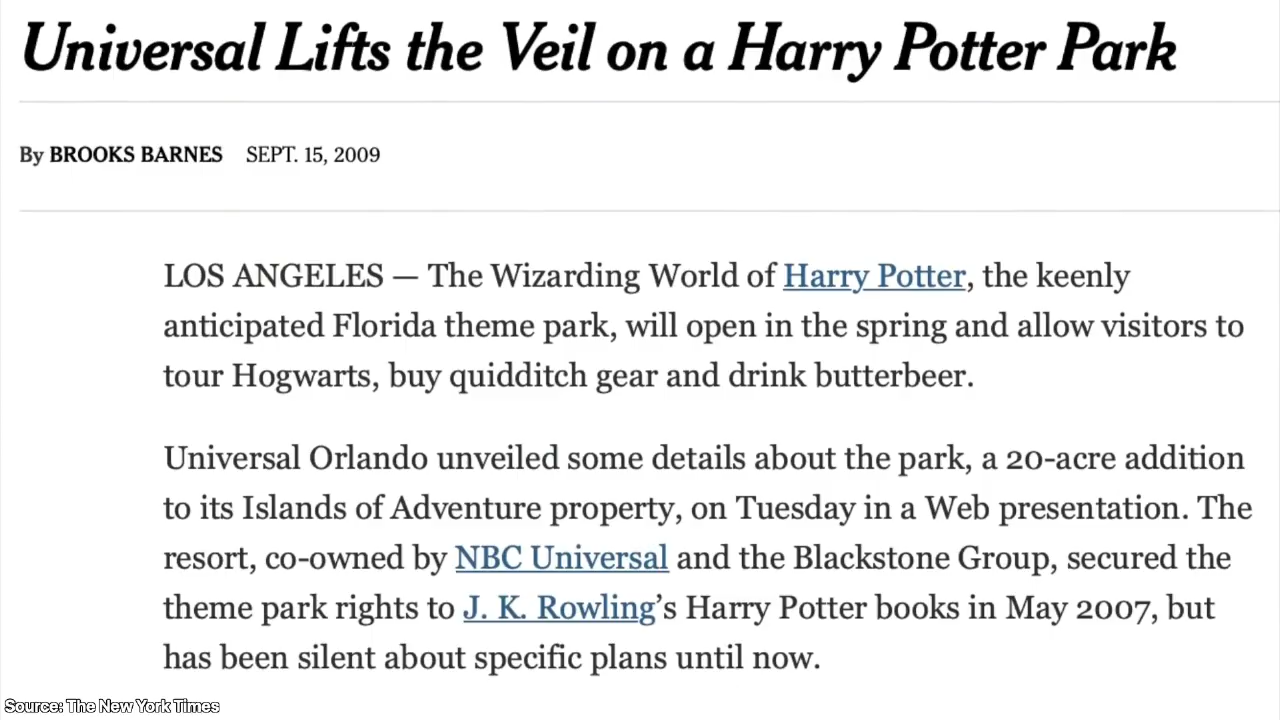 Universal Lifts the Veil on a Harry Potter Park
By BROOKS BARNES SEPT. 15, 2009
LOS ANGELES — The Wizarding World of Harry Potter, the keenly
anticipated Florida theme park, will open in the spring and allow visitors to
tour Hogwarts, buy quidditch gear and drink butterbeer.
Universal Orlando unveiled some details about the park, a 20-acre addition
to its Islands of Adventure property, on Tuesday in a Web presentation. The
resort, co-owned by NBC Universal and the Blackstone Group, secured the
theme park rights to J. K. Rowling’s Harry Potter books in May 2007, but
has been silent about specific plans until now.
Source: The New York Times